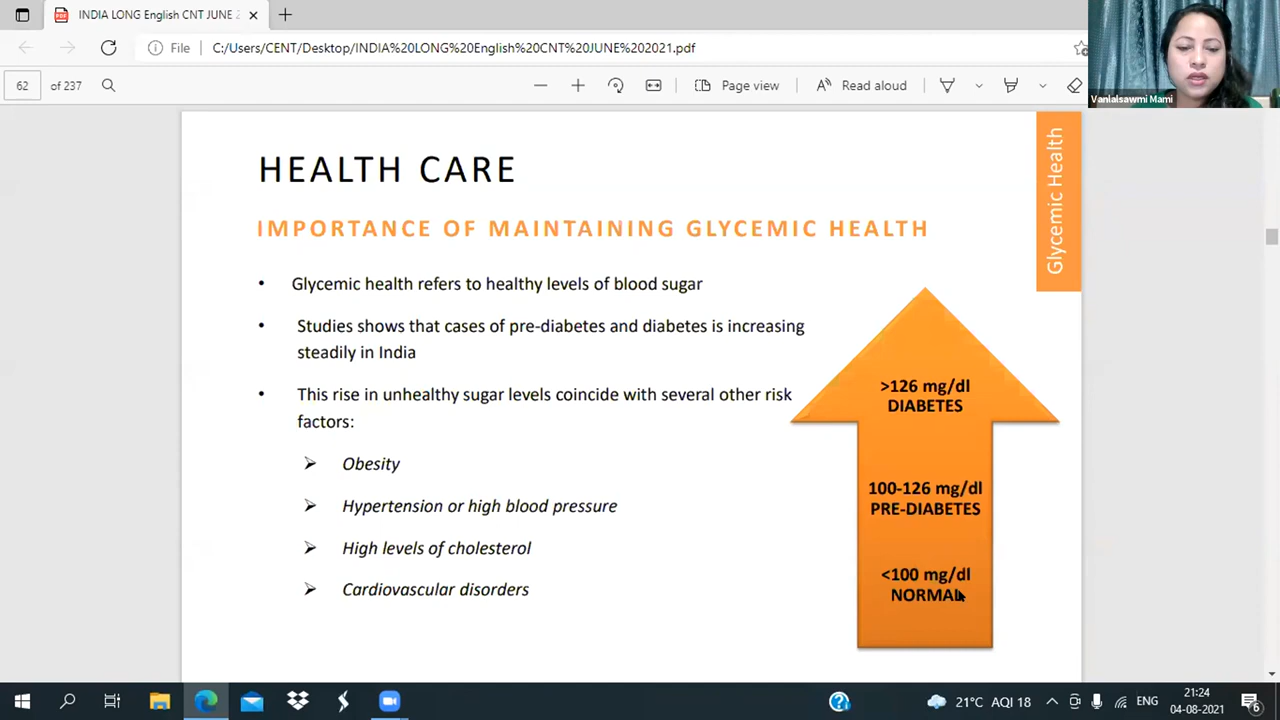 INDIA LONG English CNT JUNE 2
File
C:/Users/CENT/Desktop/INDIA%20LONG%20English%20CNT%20JUNE%202021.pdf
62
of 237
Page view
Read aloud
Vanlalsawmi Mami
Glycemic Health
HEALTH CARE
IMPORTANCE OF MAINTAINING GLYCEMIC HEALTH
• Glycemic health refers to healthy levels of blood sugar
• Studies shows that cases of pre-diabetes and diabetes is increasing
steadily in India
• This rise in unhealthy sugar levels coincide with several other risk
factors:
Obesity
Hypertension or high blood pressure
High levels of cholesterol
Cardiovascular disorders
>126 mg/dl
DIABETES
100-126 mg/dl
PRE-DIABETES
<100 mg/dl
NORMAL
21°C AQI 18
ENG
21:24
04-08-2021
6